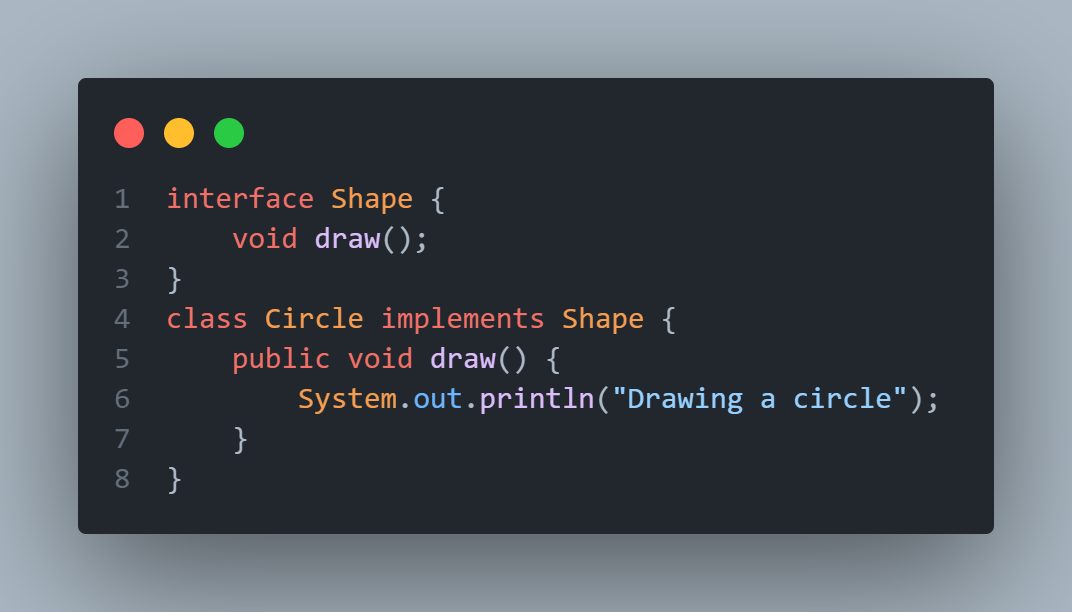 1 interface Shape {
2     void draw();
3 }
4 class Circle implements Shape {
5     public void draw() {
6         System.out.println("Drawing a circle");
7     }
8 }